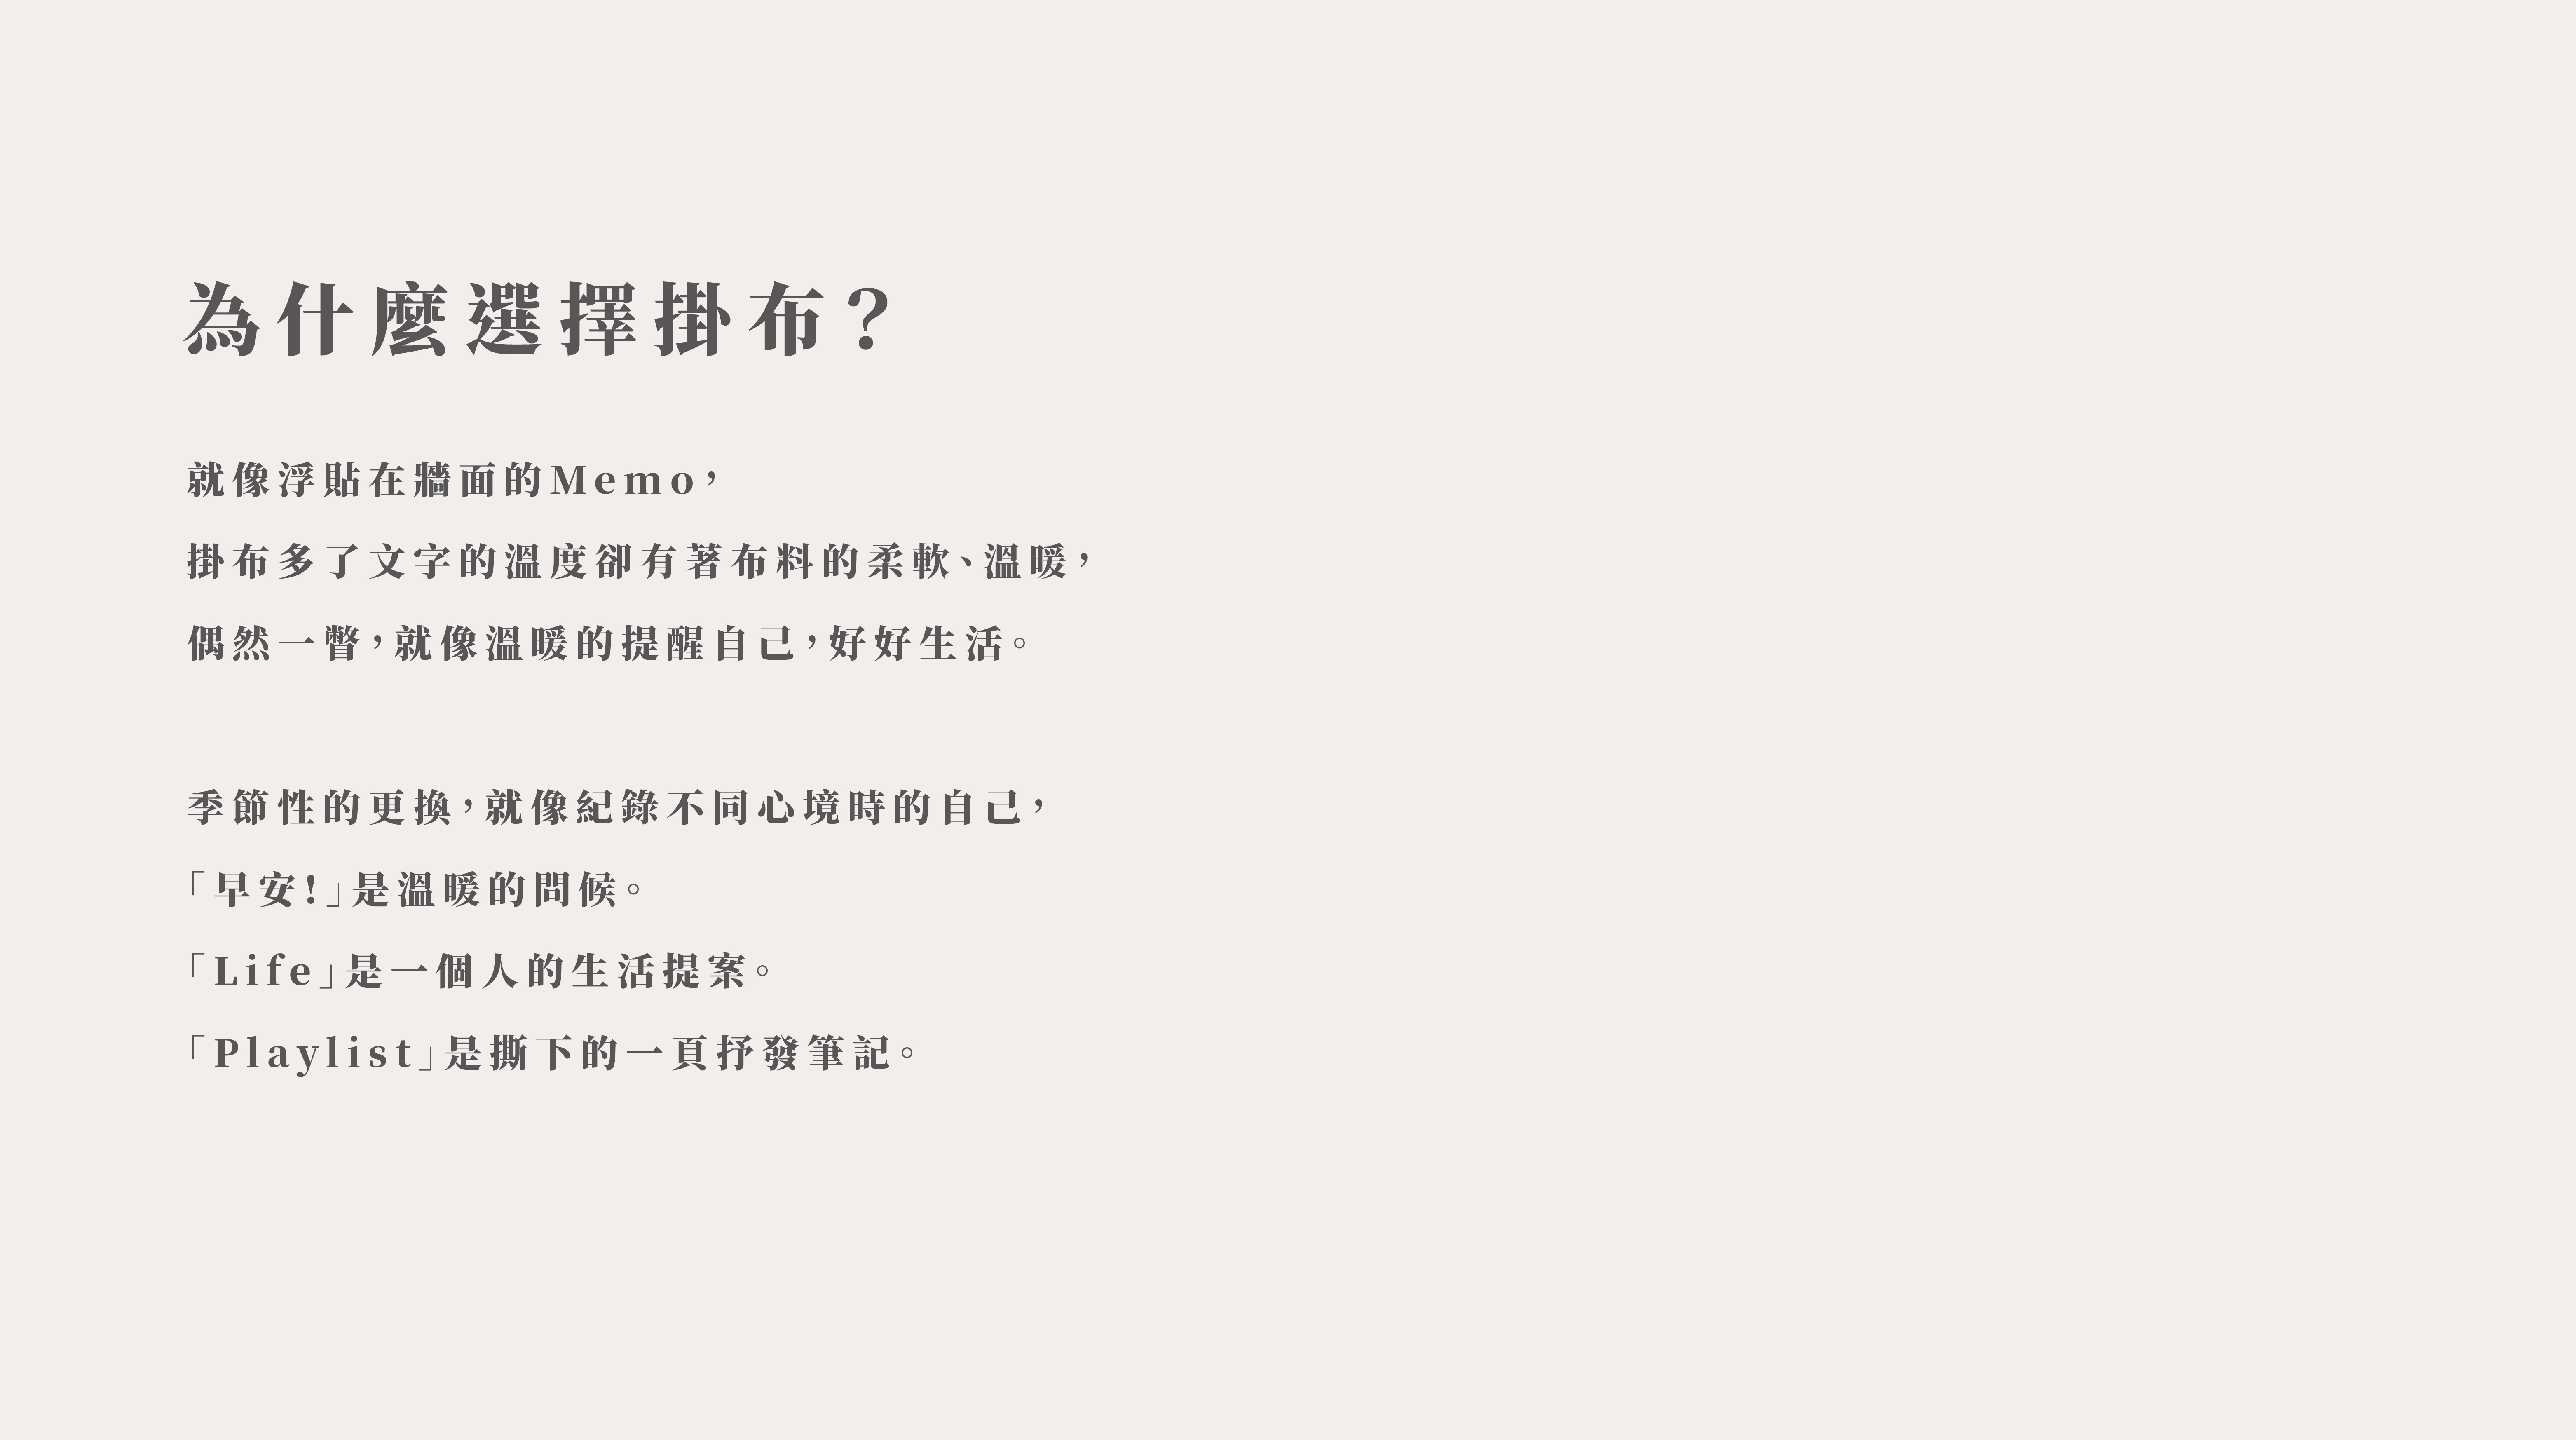 為什麼選擇掛布？
就像浮貼在牆面的Memo，
掛布多了文字的溫度卻有著布料的柔軟、溫暖，
偶然一瞥，就像溫暖的提醒自己，好好生活。
季節性的更換，就像紀錄不同心境時的自己，
「早安！」是溫暖的問候。
「Life」是一個人的生活提案。
「Playlist」是撕下的一頁抒發筆記。